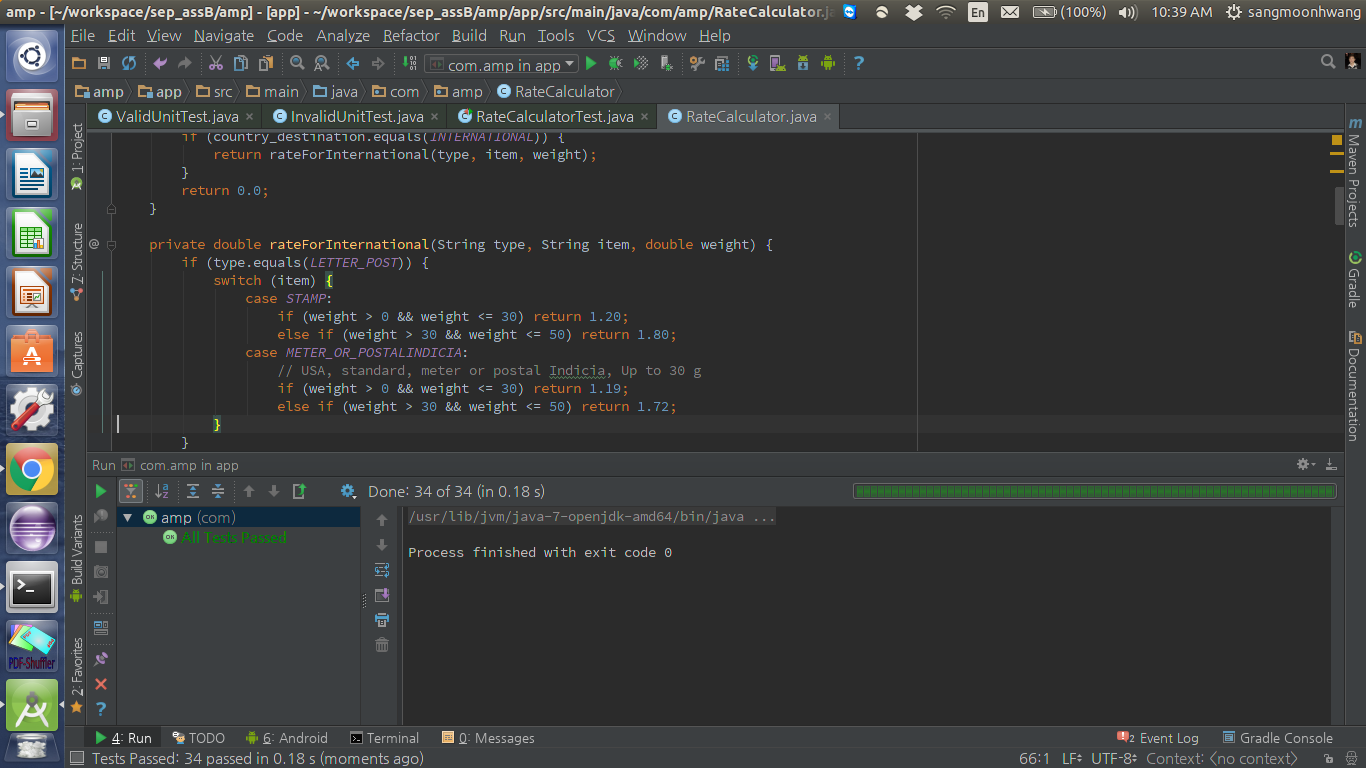 amp - [~/workspace/sep_assB/amp] - [app] - ~/workspace/sep_assB/amp/app/src/main/java/com/amp/RateCalculator.j
En
(100%)
10:39 AM
sangmoonhwang
File Edit View Navigate Code Analyze Refactor Build Run Tools VCS Window Help
com.amp in app
amp app src main java com amp RateCalculator
ValidUnitTest.java
InvalidUnitTest.java
RateCalculatorTest.java
RateCalculator.java
1: Project
Z: Structure
Captures
Build Variants
2: Favorites
Maven Projects
Gradle
Documentation
if (country_destination.equals(INTERNATIONAL)) {
return rateForInternational(type, item, weight);
}
return 0.0;
}
@ private double rateForInternational(String type, String item, double weight) {
if (type.equals(LETTER_POST)) {
switch (item) {
case STAMP:
if (weight > 0 && weight <= 30) return 1.20;
else if (weight > 30 && weight <= 50) return 1.80;
case METER_OR_POSTALINDICIA:
// USA, standard, meter or postal Indicia, Up to 30 g
if (weight > 0 && weight <= 30) return 1.19;
else if (weight > 30 && weight <= 50) return 1.72;
}
}
Run com.amp in app
Done: 34 of 34 (in 0.18 s)
OK amp (com)
OK All Tests Passed
/usr/lib/jvm/java-7-openjdk-amd64/bin/java ...
Process finished with exit code 0
PDF-Shuffler
4: Run TODO 6: Android Terminal 0: Messages
2 Event Log Gradle Console
Tests Passed: 34 passed in 0.18 s (moments ago)
66:1 LF UTF-8 Context: <no context>